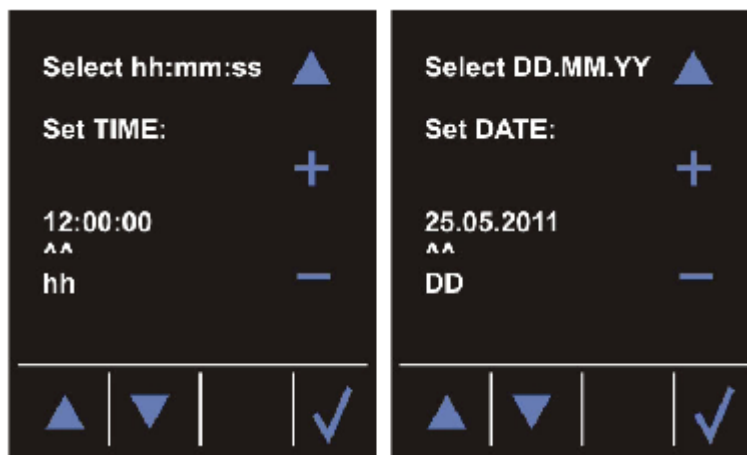 Select hh:mm:ss
Set TIME:
12:00:00
^^
hh
Select DD.MM.YY
Set DATE:
25.05.2011
^^
DD